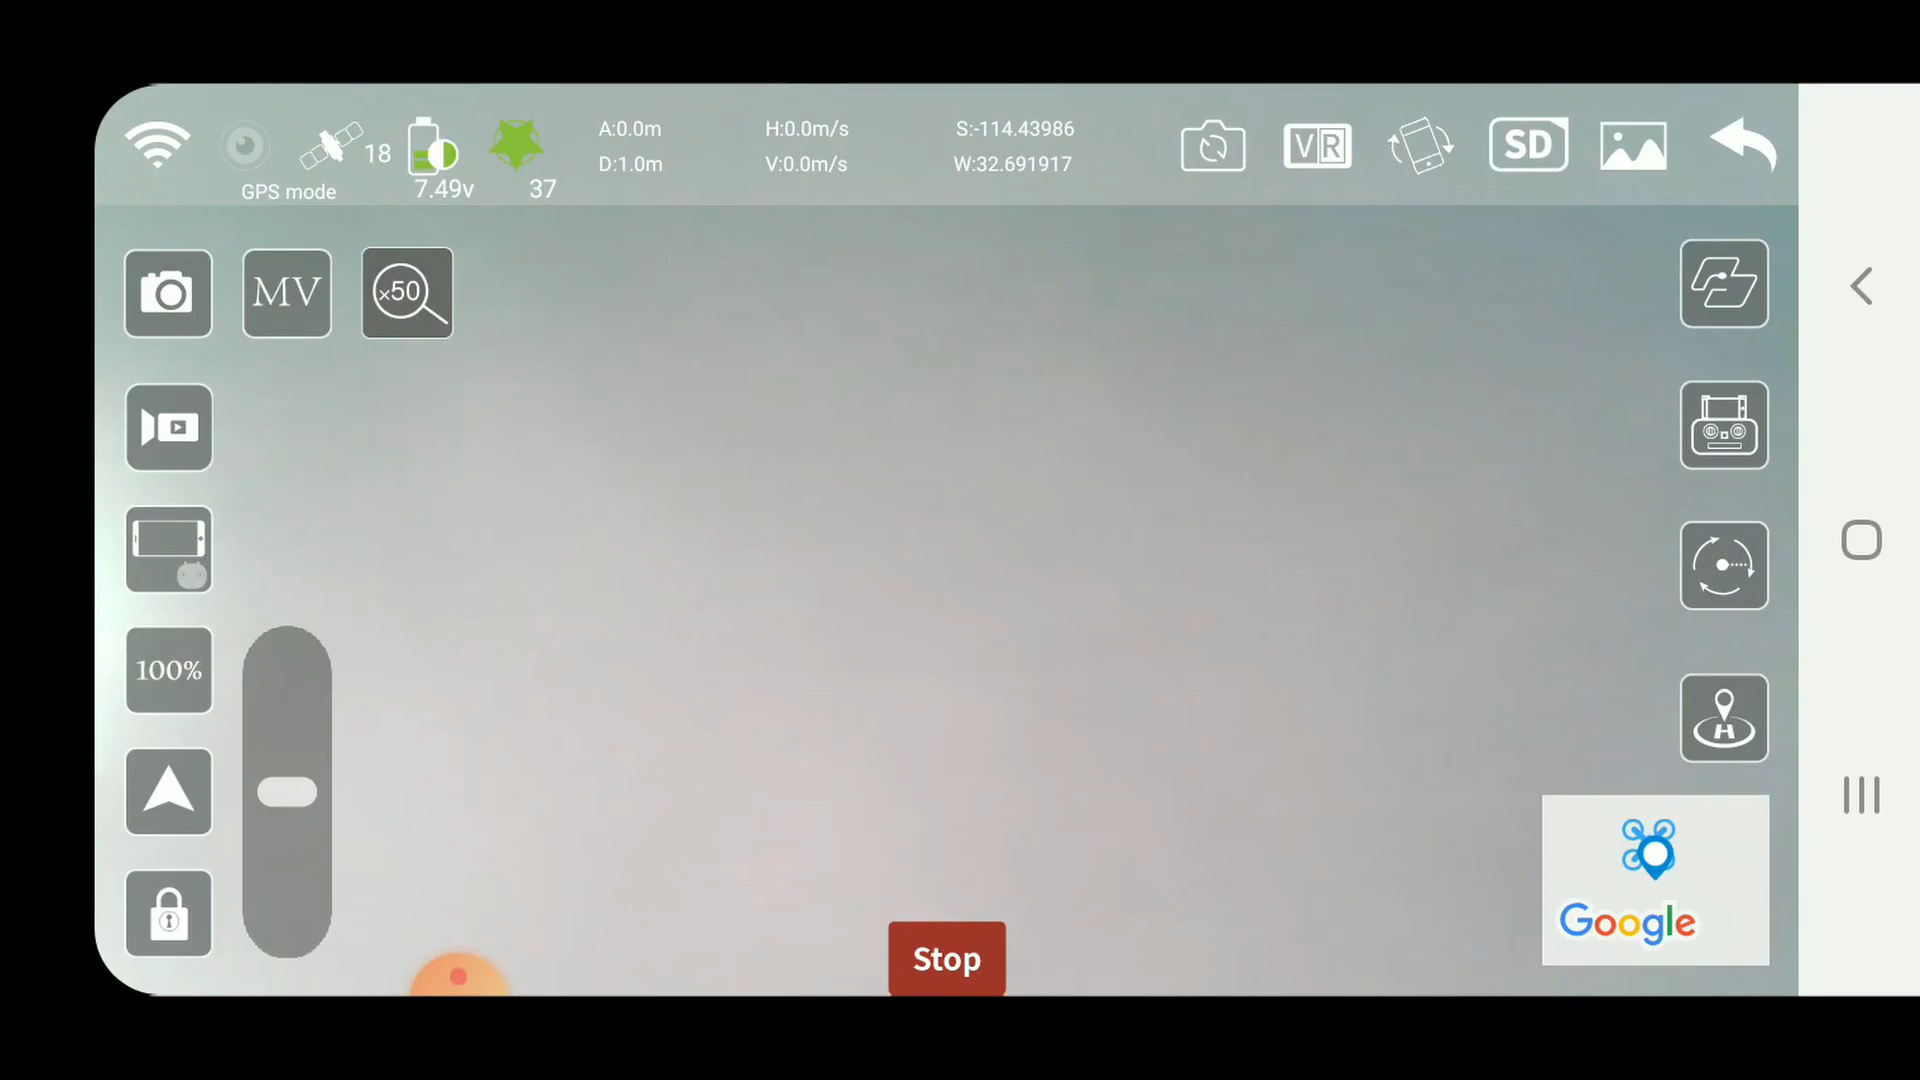 A:0.0m H:0.0m/s S:-114.43986
18
D:1.0m V:0.0m/s W:32.691917
GPS mode 7.49v 37
VR
SD
MV
×50
100%
H
Stop
Google